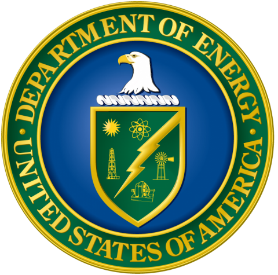 DEPARTMENT OF ENERGY
UNITED STATES OF AMERICA